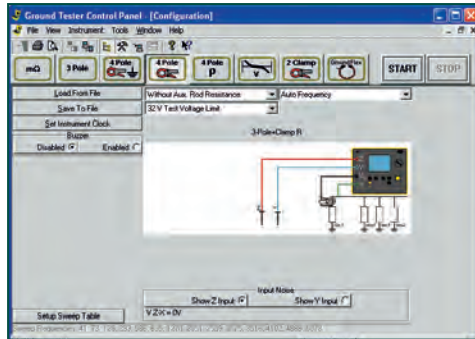 Ground Tester Control Panel - [Configuration]
File View Instrument Tools Window Help
mΩ
3 Pole
4 Pole
4 Pole
4 Pole
P
V
2 Clamp
GroundFlex
START
STOP
Load From File
Without Aux. Rod Resistance
Auto Frequency
Save To File
32 V Test Voltage Limit
Set Instrument Clock
Buzzer
Disabled
Enabled
3-Pole+Clamp R
Input Noise
Show Z Input
Show Y Input
V Z-X = 0V
Setup Sweep Table